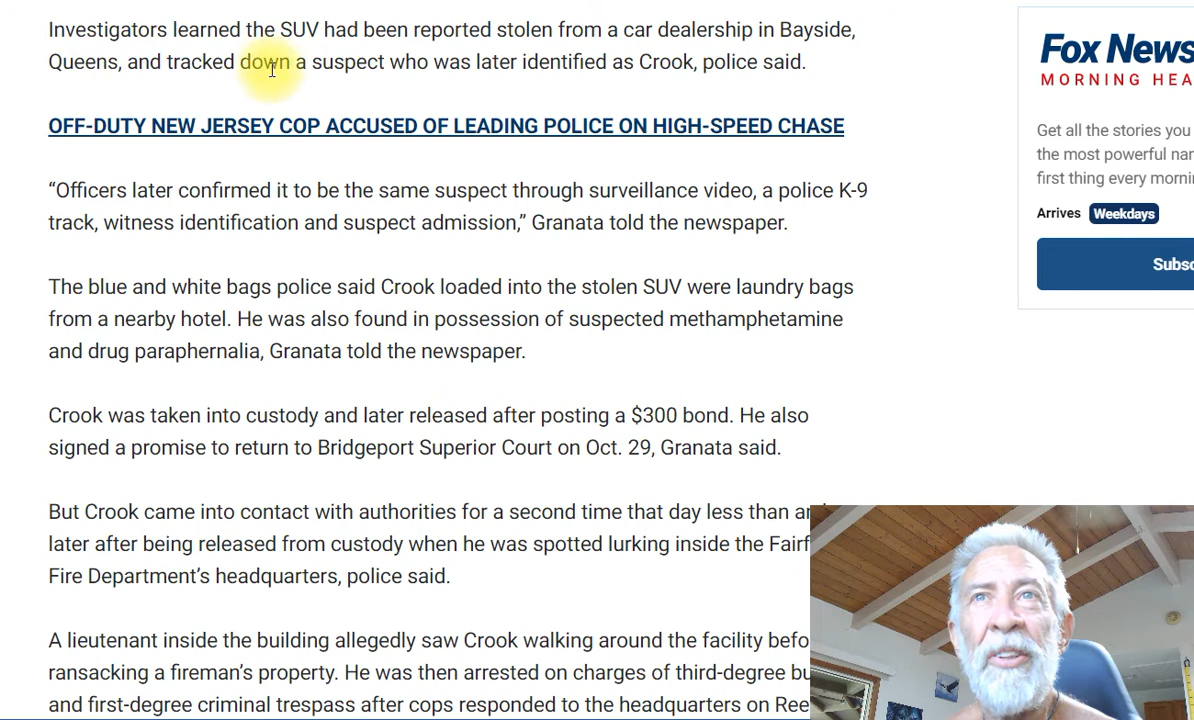 Investigators learned the SUV had been reported stolen from a car dealership in Bayside,
Queens, and tracked down a suspect who was later identified as Crook, police said.
OFF-DUTY NEW JERSEY COP ACCUSED OF LEADING POLICE ON HIGH-SPEED CHASE
“Officers later confirmed it to be the same suspect through surveillance video, a police K-9
track, witness identification and suspect admission,” Granata told the newspaper.
The blue and white bags police said Crook loaded into the stolen SUV were laundry bags
from a nearby hotel. He was also found in possession of suspected methamphetamine
and drug paraphernalia, Granata told the newspaper.
Crook was taken into custody and later released after posting a $300 bond. He also
signed a promise to return to Bridgeport Superior Court on Oct. 29, Granata said.
But Crook came into contact with authorities for a second time that day less than
later after being released from custody when he was spotted lurking inside the
Fire Department’s headquarters, police said.
A lieutenant inside the building allegedly saw Crook walking around the facility
ransacking a fireman’s property. He was then arrested on charges of third-degree
and first-degree criminal trespass after cops responded to the headquarters on
Fox News
MORNING
Get all the stories you
the most powerful
first thing every
Arrives Weekdays